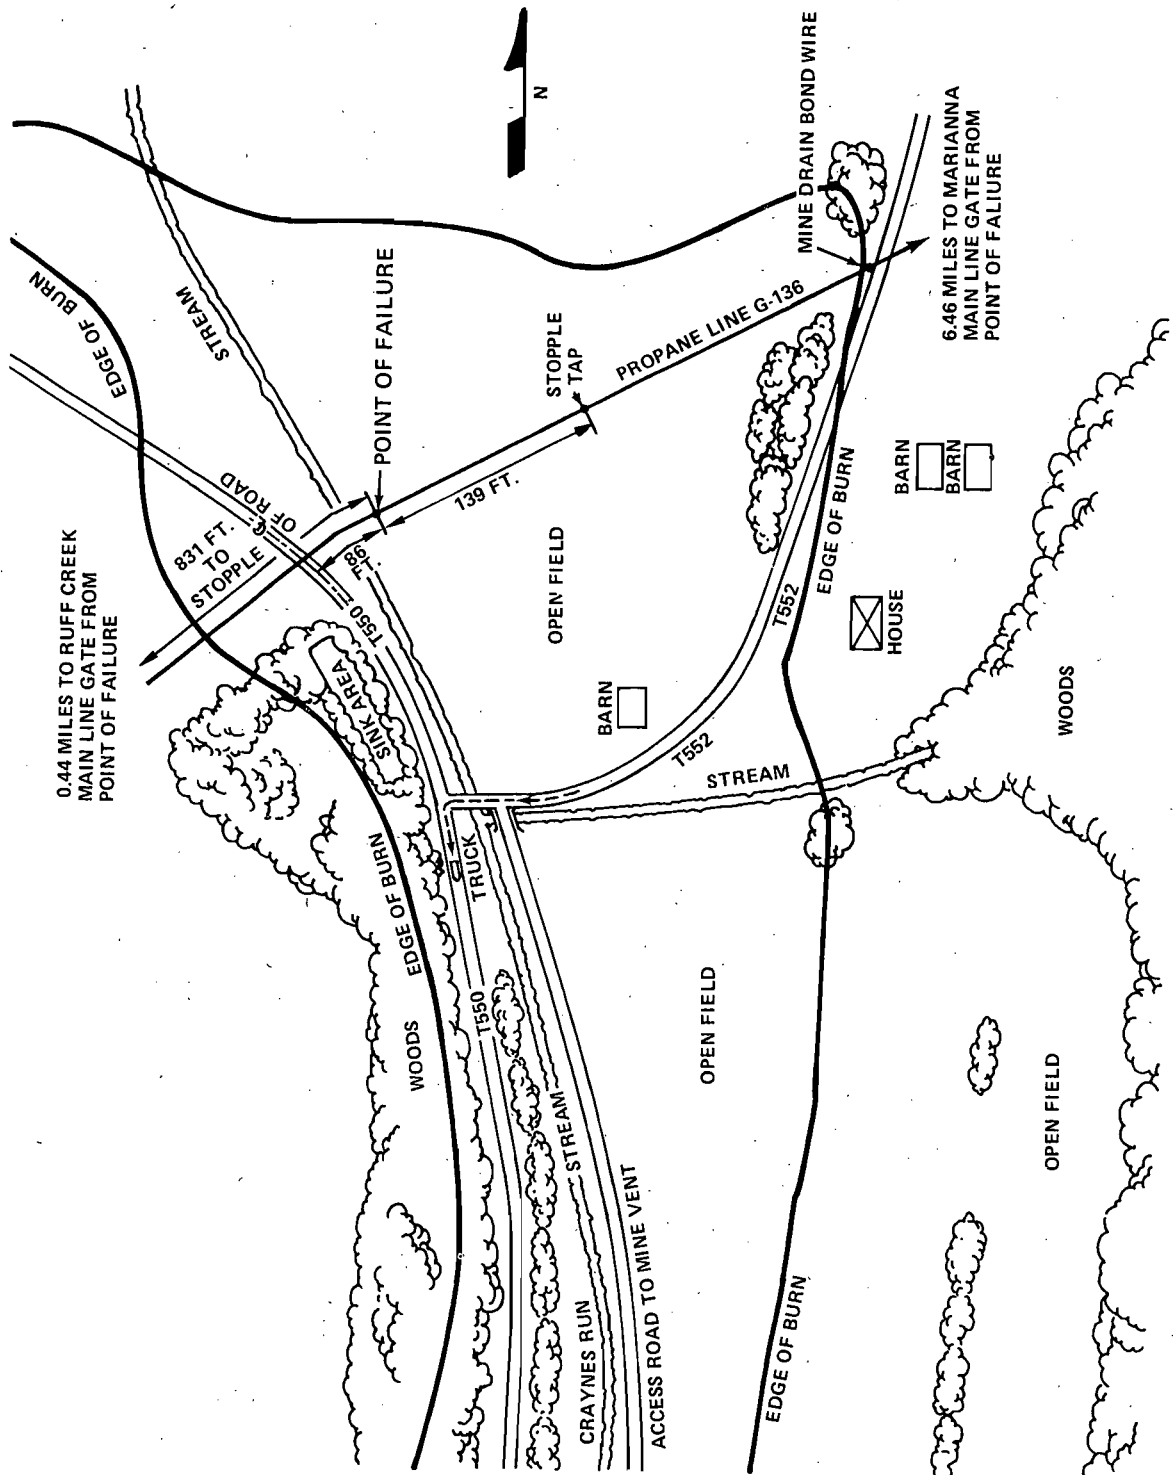 0.44 MILES TO RUFF CREEK
MAIN LINE GATE FROM
POINT OF FAILURE
EDGE OF BURN
STREAM
EDGE OF BURN
WOODS
831 FT.
TO
STOPPLE
℄ OF ROAD
SINK AREA
T550
86
FT.
POINT OF FAILURE
TRUCK
T550
139 FT.
N
STOPPLE
TAP
OPEN FIELD
STREAM
CRAYNES RUN
BARN
ACCESS ROAD TO MINE VENT
PROPANE LINE G-136
T552
OPEN FIELD
STREAM
T552
EDGE OF BURN
MINE DRAIN BOND WIRE
EDGE OF BURN
HOUSE
BARN
BARN
6.46 MILES TO MARIANNA
MAIN LINE GATE FROM
POINT OF FALIURE
WOODS
OPEN FIELD